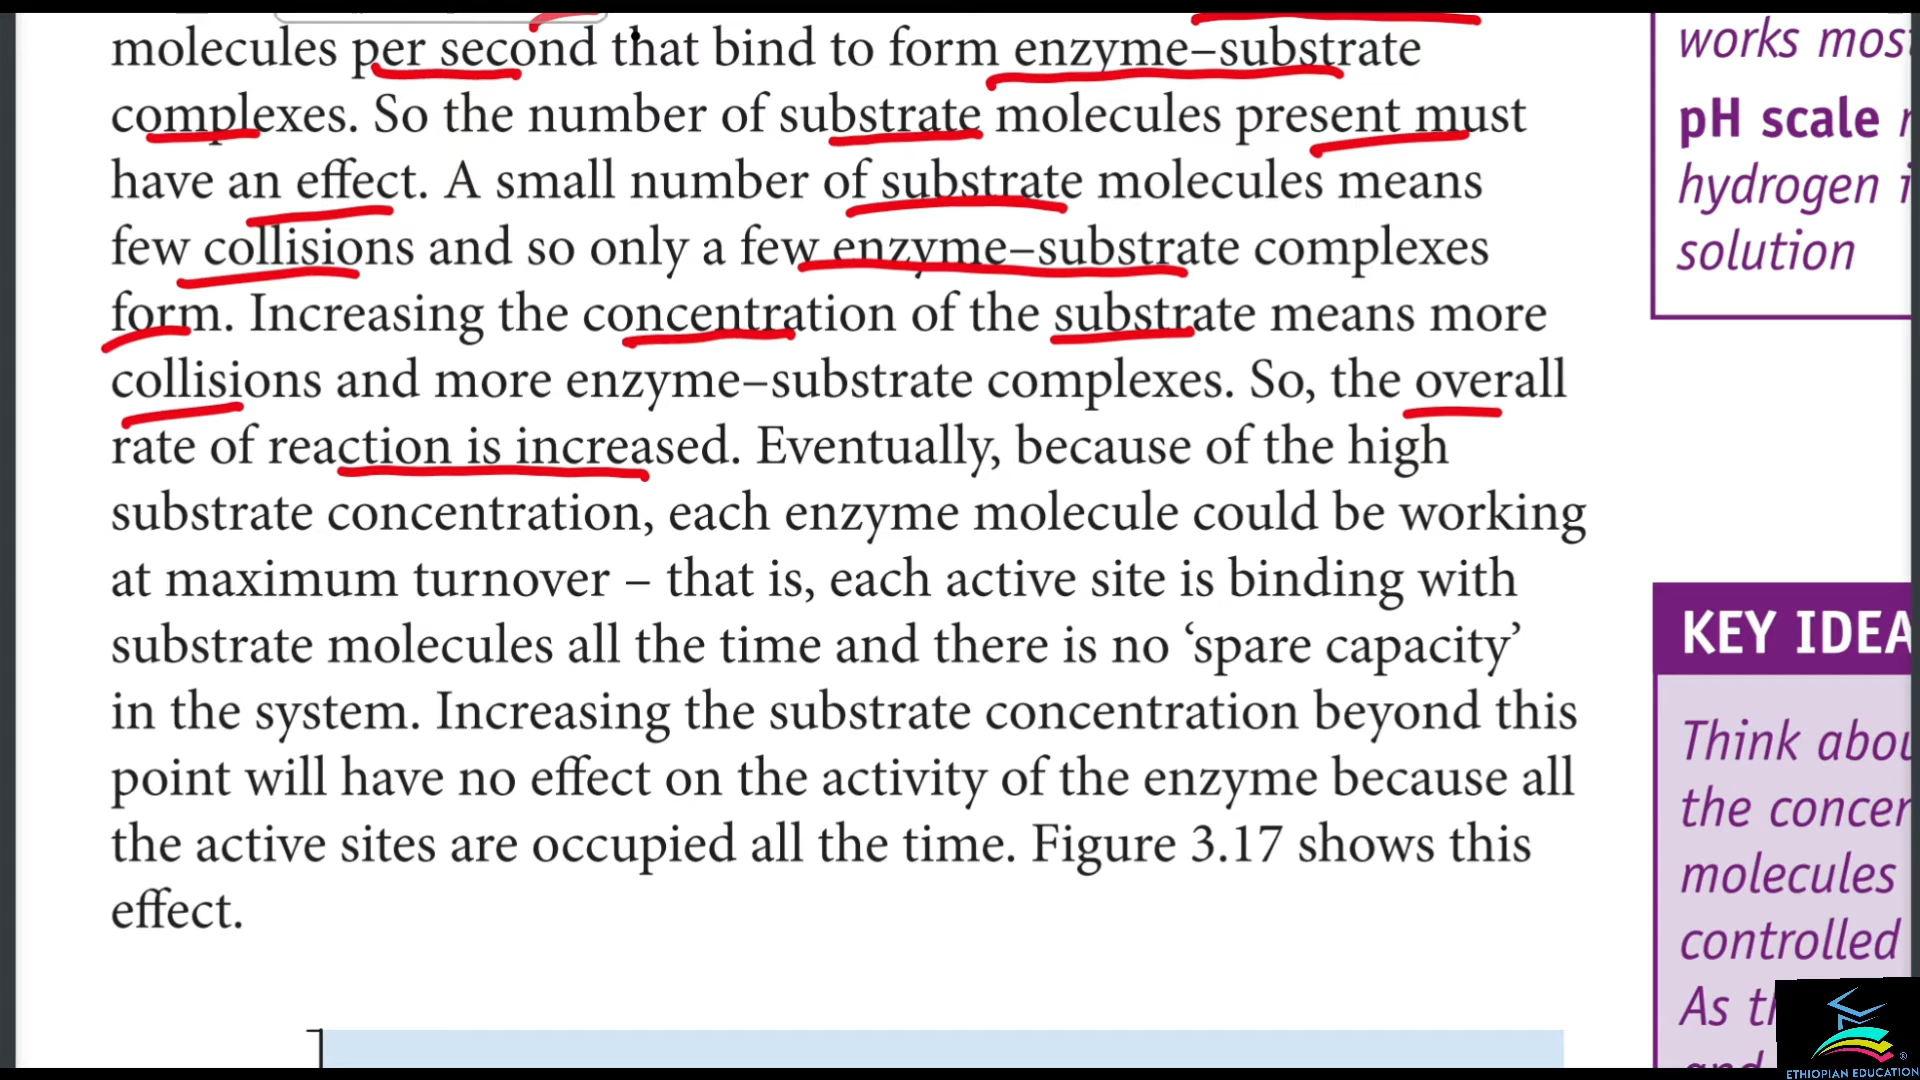 molecules per second that bind to form enzyme–substrate
complexes. So the number of substrate molecules present must
have an effect. A small number of substrate molecules means
few collisions and so only a few enzyme–substrate complexes
form. Increasing the concentration of the substrate means more
collisions and more enzyme–substrate complexes. So, the overall
rate of reaction is increased. Eventually, because of the high
substrate concentration, each enzyme molecule could be working
at maximum turnover – that is, each active site is binding with
substrate molecules all the time and there is no ‘spare capacity’
in the system. Increasing the substrate concentration beyond this
point will have no effect on the activity of the enzyme because all
the active sites are occupied all the time. Figure 3.17 shows this
effect.
works
pH scale
hydrogen
solution
KEY IDEA
Think
the
molecules
controlled
As
ETHIOPIAN EDUCATION